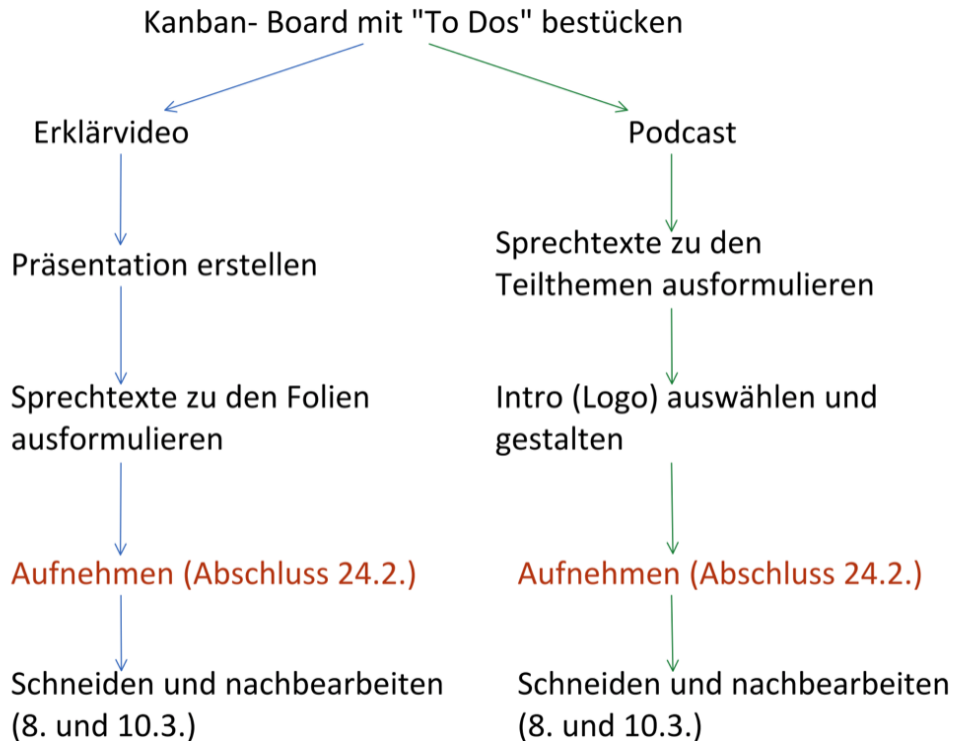 Kanban- Board mit "To Dos" bestücken
Erklärvideo
Präsentation erstellen
Sprechtexte zu den Folien
ausformulieren
Aufnehmen (Abschluss 24.2.)
Schneiden und nachbearbeiten
(8. und 10.3.)
Podcast
Sprechtexte zu den
Teilthemen ausformulieren
Intro (Logo) auswählen und
gestalten
Aufnehmen (Abschluss 24.2.)
Schneiden und nachbearbeiten
(8. und 10.3.)